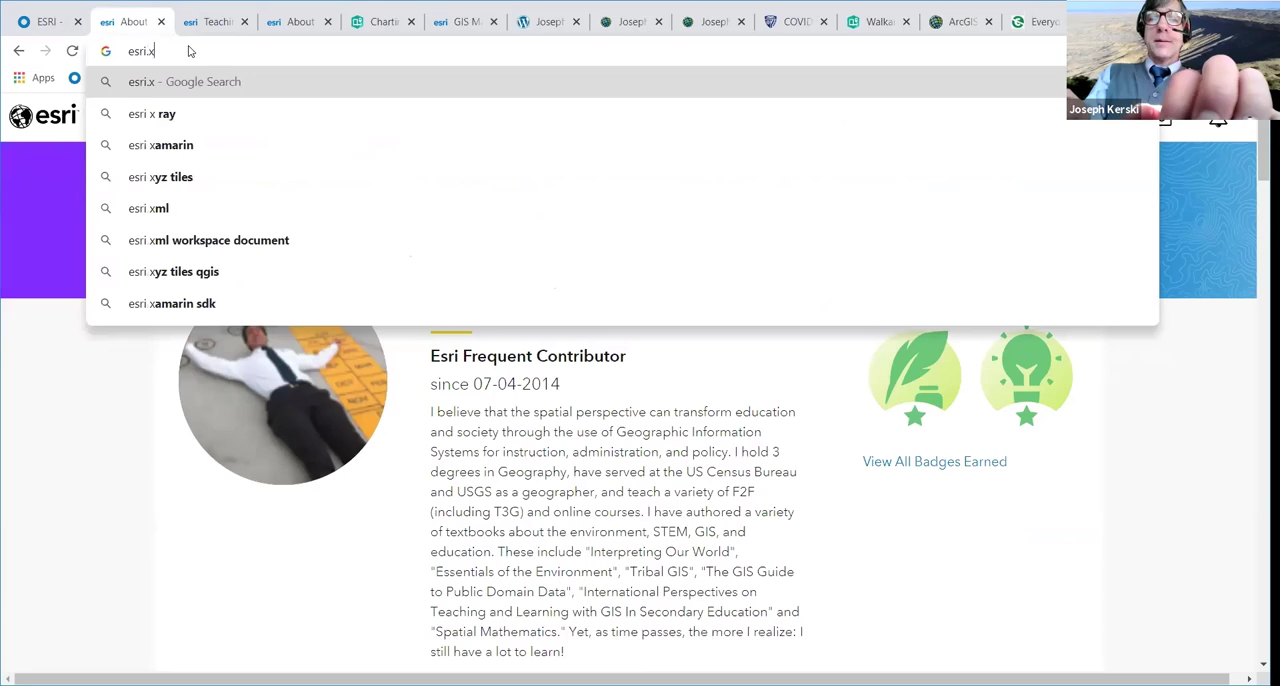 ESRI -
esri About
esri Teachin
esri About
Chartin
esri GIS M
Joseph
Joseph
Joseph
COVID
Walka
ArcGIS
Everyo
G esri.x
Apps
esri.x - Google Search
esri x ray
esri xamarin
esri xyz tiles
esri xml
esri xml workspace document
esri xyz tiles qgis
esri xamarin sdk
Joseph Kerski
esri
Esri Frequent Contributor
since 07-04-2014
I believe that the spatial perspective can transform education
and society through the use of Geographic Information
Systems for instruction, administration, and policy. I hold 3
degrees in Geography, have served at the US Census Bureau
and USGS as a geographer, and teach a variety of F2F
(including T3G) and online courses. I have authored a variety
of textbooks about the environment, STEM, GIS, and
education. These include "Interpreting Our World",
"Essentials of the Environment", "Tribal GIS", "The GIS Guide
to Public Domain Data", "International Perspectives on
Teaching and Learning with GIS In Secondary Education" and
"Spatial Mathematics." Yet, as time passes, the more I realize: I
still have a lot to learn!
View All Badges Earned